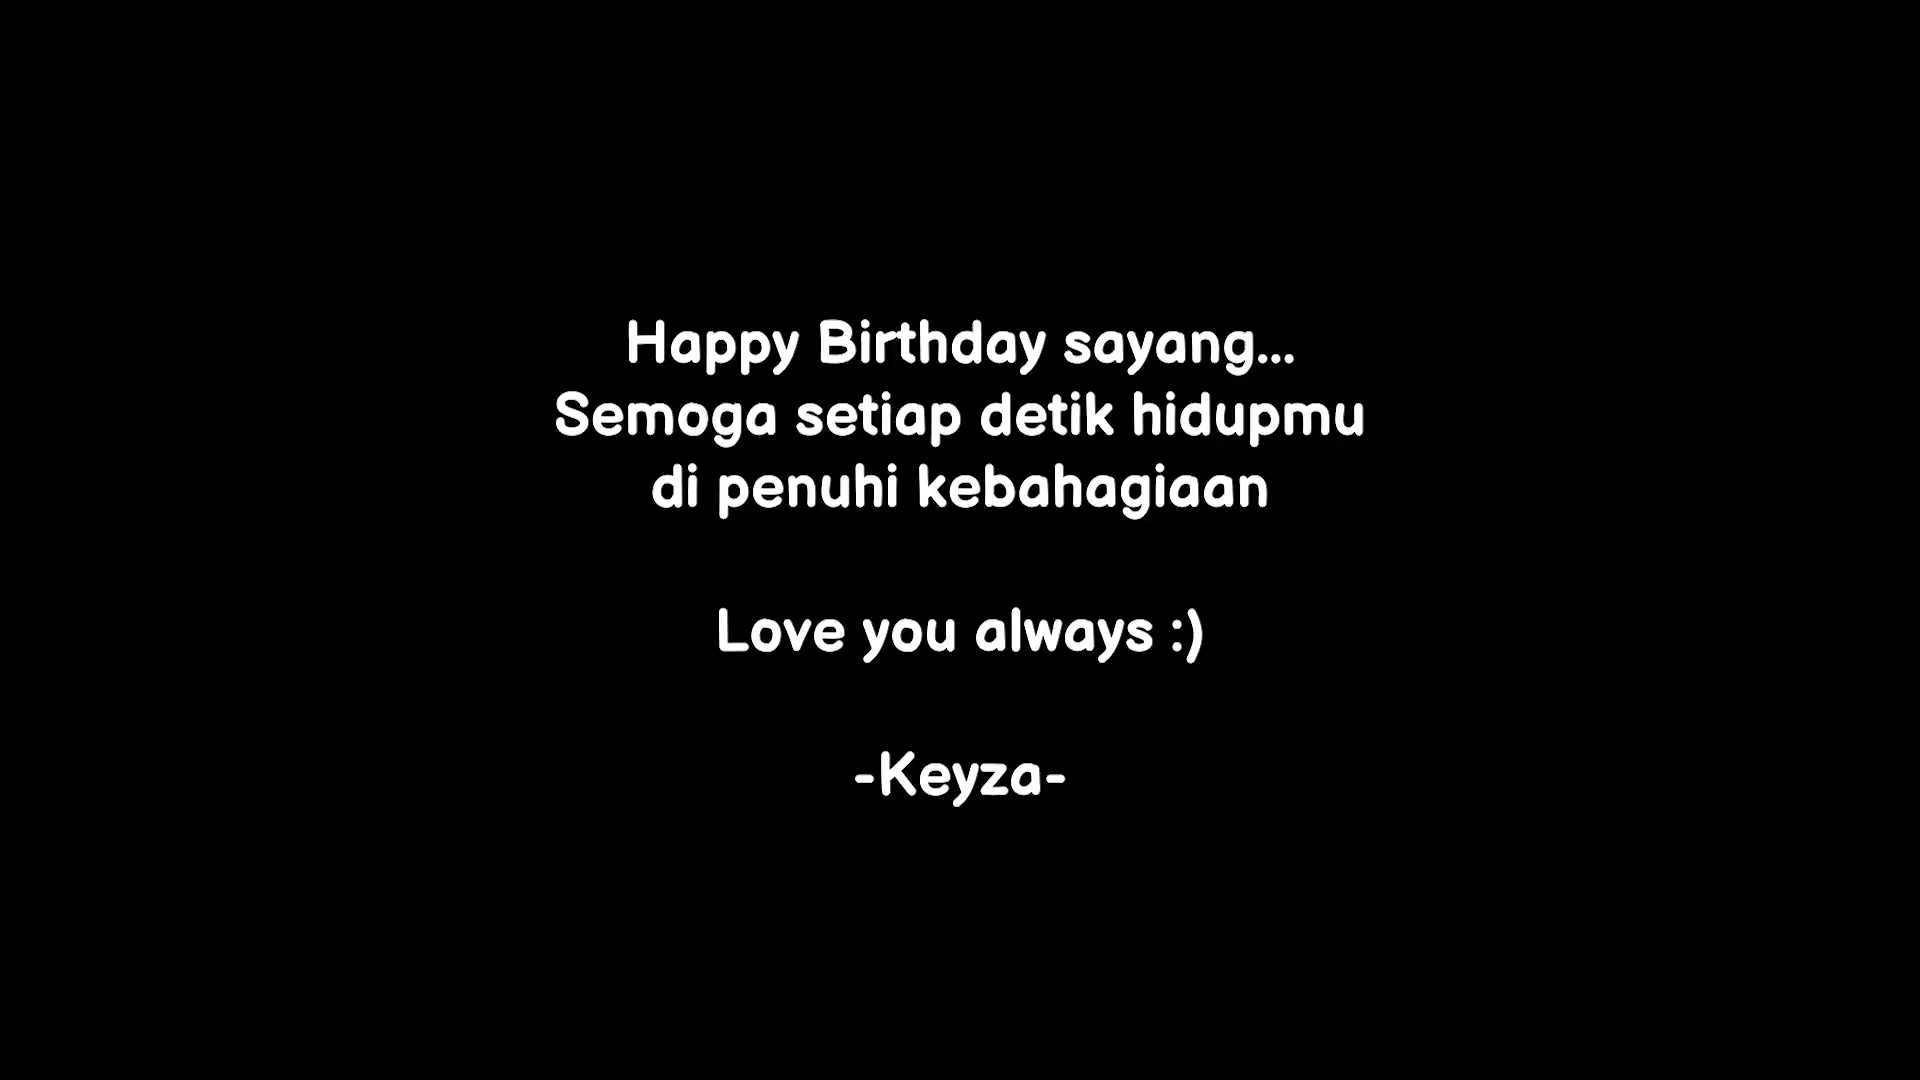 Happy Birthday sayang...
Semoga setiap detik hidupmu
di penuhi kebahagiaan
Love you always :)
-Keyza-